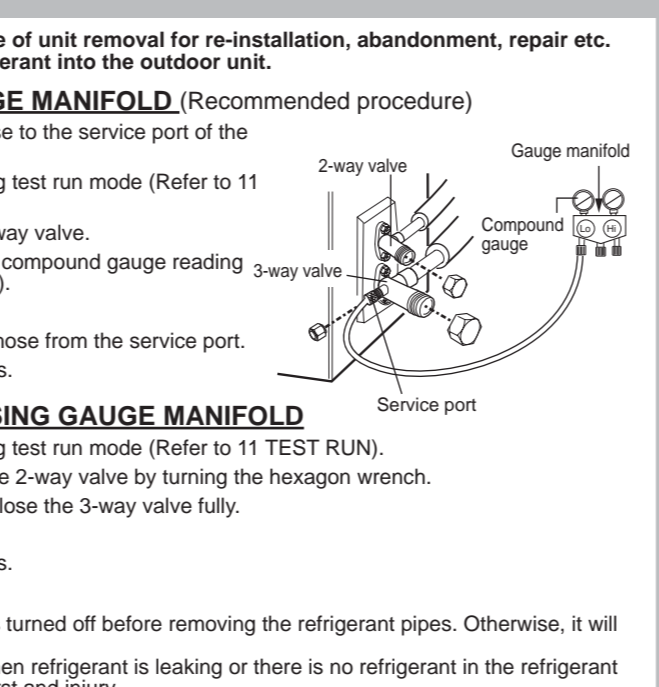 e of unit removal for re-installation, abandonment, repair etc.
erant into the outdoor unit.
GE MANIFOLD (Recommended procedure)
se to the service port of the
g test run mode (Refer to 11
way valve.
compound gauge reading
).
hose from the service port.
s.
2-way valve
Gauge manifold
Compound
gauge
Lo
Hi
3-way valve
Service port
SING GAUGE MANIFOLD
g test run mode (Refer to 11 TEST RUN).
e 2-way valve by turning the hexagon wrench.
lose the 3-way valve fully.
s.
turned off before removing the refrigerant pipes. Otherwise, it will
en refrigerant is leaking or there is no refrigerant in the refrigerant
rst and injury.